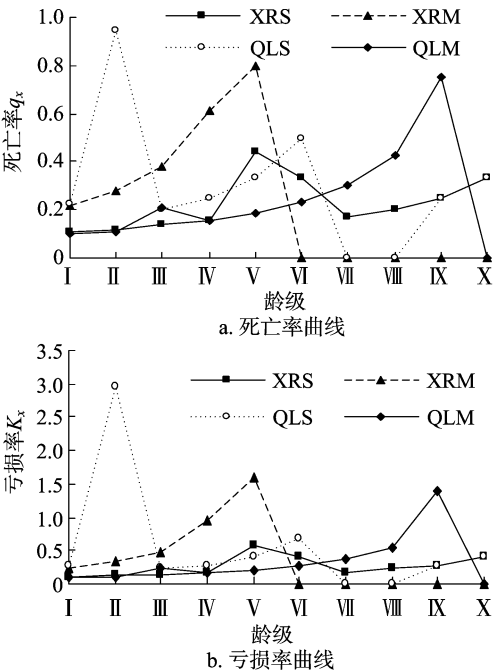 XRS XRM
QLS QLM
死亡率qx
1.0
0.8
0.6
0.4
0.2
0
Ⅰ Ⅱ Ⅲ Ⅳ Ⅴ Ⅵ Ⅶ Ⅷ Ⅸ Ⅹ
龄级
a. 死亡率曲线
XRS XRM
QLS QLM
亏损率Kx
3.5
3.0
2.5
2.0
1.5
1.0
0.5
0
Ⅰ Ⅱ Ⅲ Ⅳ Ⅴ Ⅵ Ⅶ Ⅷ Ⅸ Ⅹ
龄级
b. 亏损率曲线